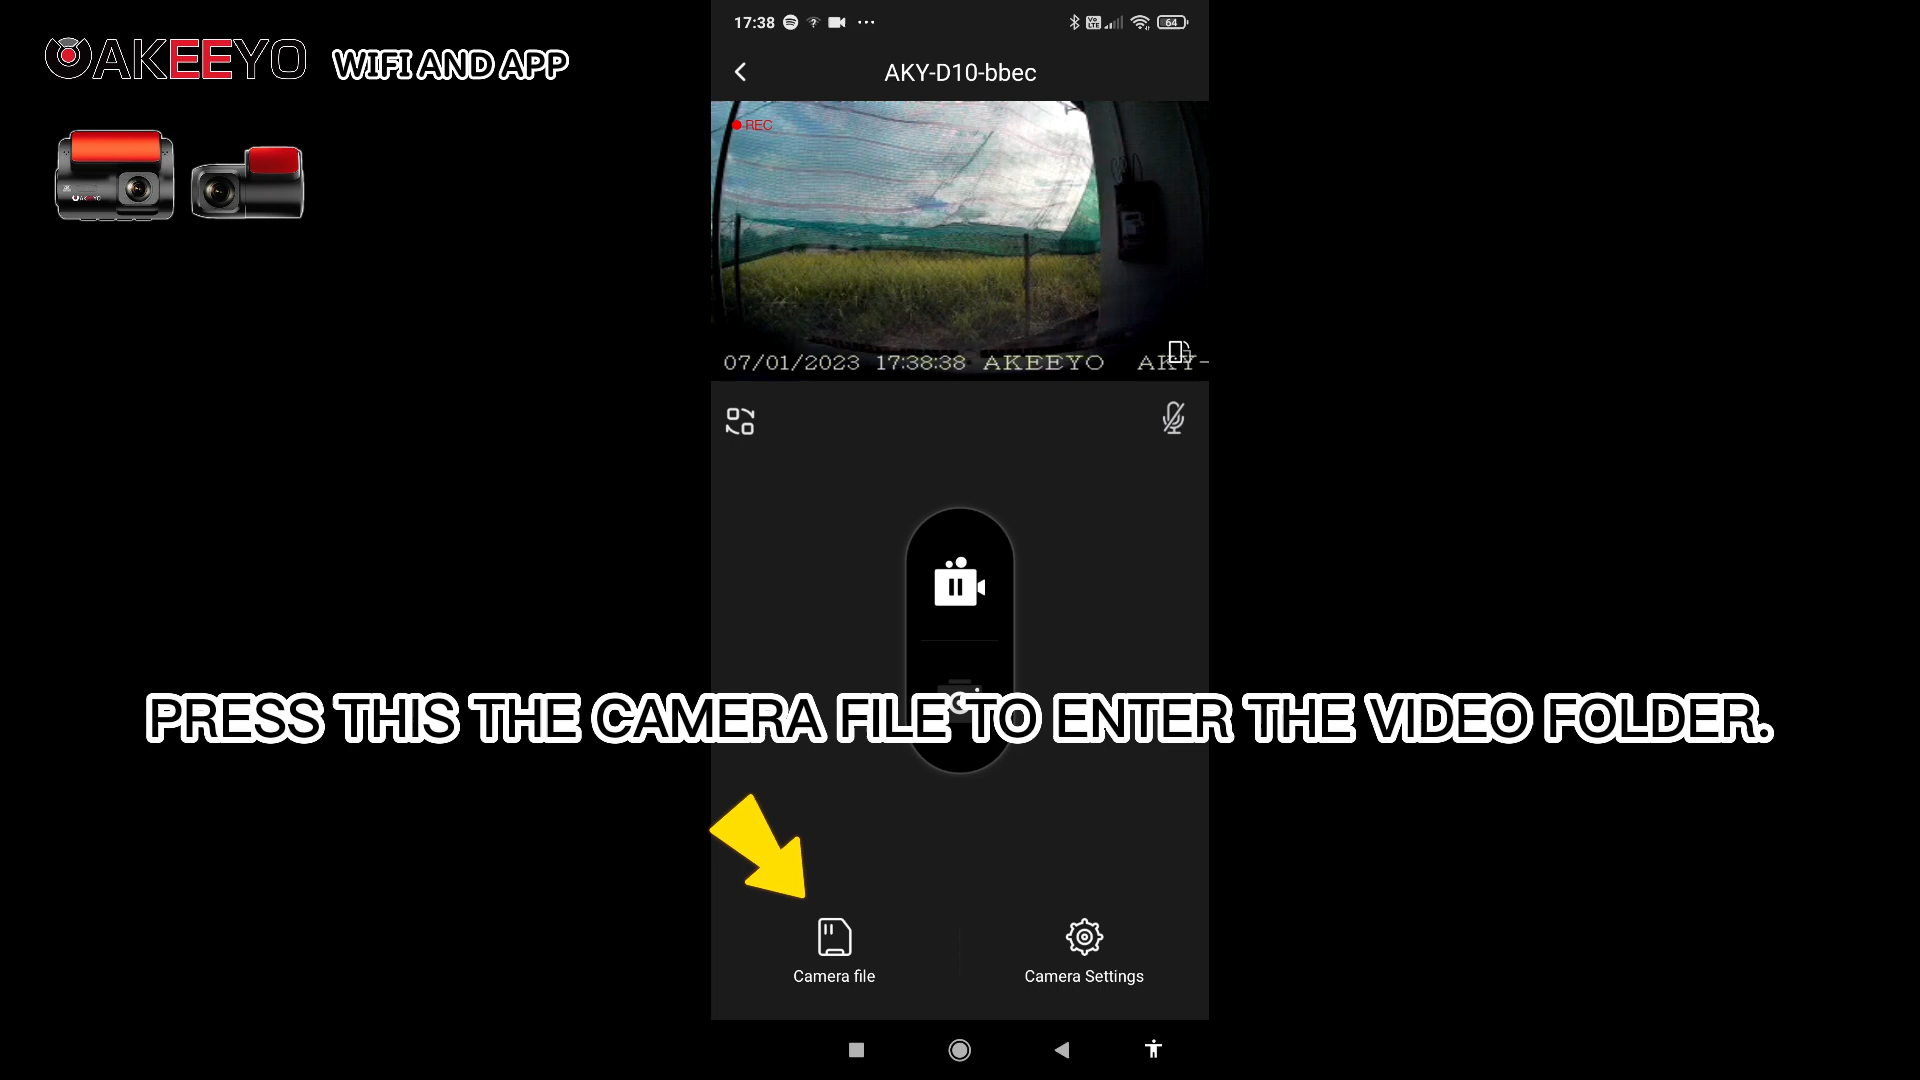 AKEEYO WIFI AND APP
17:38
64
AKY-D10-bbec
REC
07/01/2023 17:38:38 AKEEYO AKY-
PRESS THIS THE CAMERA FILE TO ENTER THE VIDEO FOLDER.
Camera file
Camera Settings